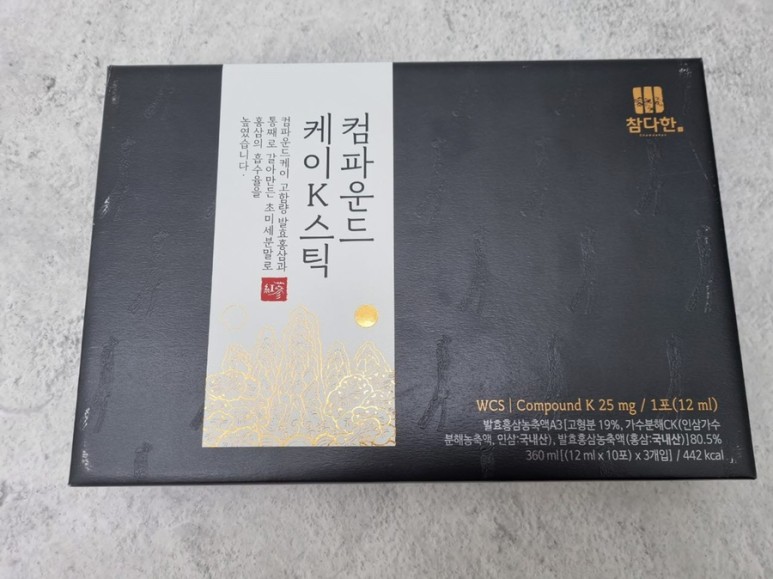 컴파운드
케이 K 스틱
컴파운드케이 고함량 발효홍삼과
통째로 갈아만든 초미세분말로
홍삼의 흡수율을
높였습니다.
참다한
WCS | Compound K 25 mg / 1포(12 ml)
발효홍삼농축액A3[고형분 19%, 가수분해CK(인삼가수
분해농축액, 인삼:국내산), 발효홍삼농축액(홍삼:국내산)]80.5%
360 ml[(12 ml x 10포) x 3개입] / 442 kcal